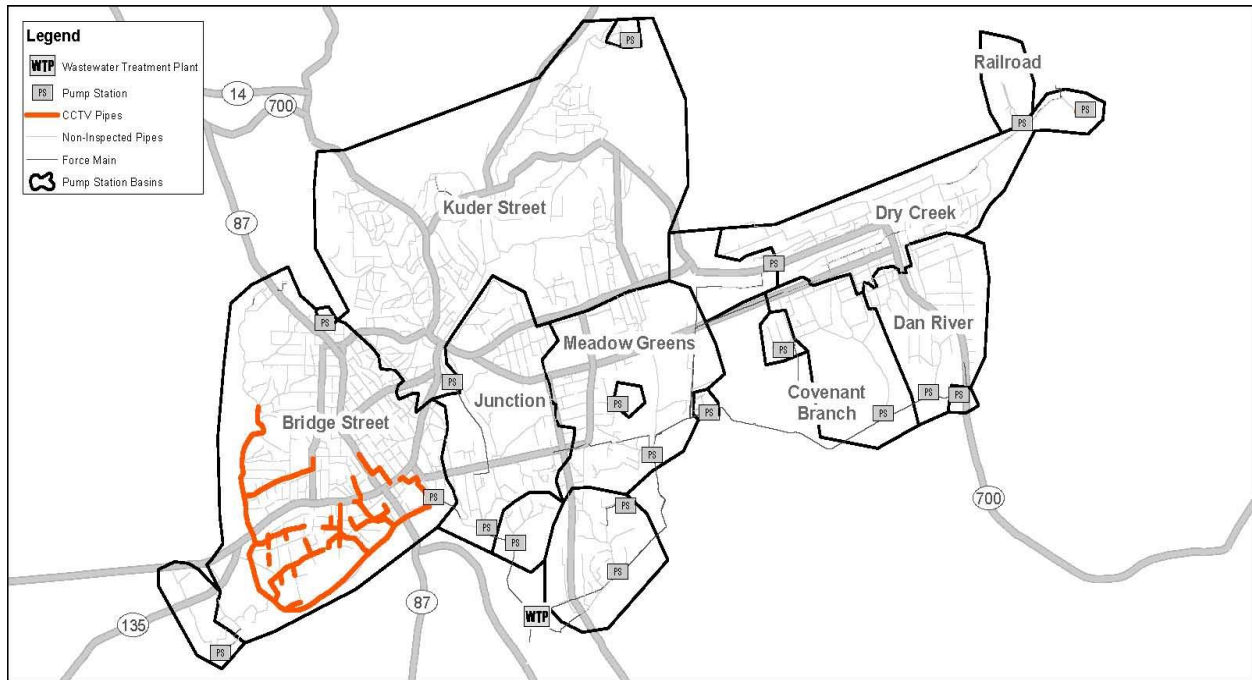 Legend
WTP Wastewater Treatment Plant
PS Pump Station
CCTV Pipes
Non-Inspected Pipes
Force Main
Pump Station Basins
PS
Railroad
14
700
PS
PS
Kuder Street
Dry Creek
87
PS
PS
Dan River
Meadow Greens
PS
PS
Junction
PS
PS
Covenant
Branch
PS
PS
PS
Bridge Street
PS
PS
PS
PS
700
PS
PS
PS
87
WTP
135
PS